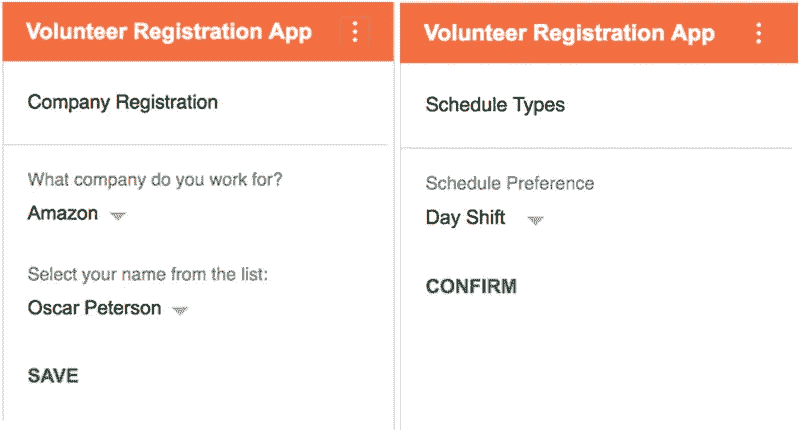 Volunteer Registration App
Company Registration
What company do you work for?
Amazon
Select your name from the list:
Oscar Peterson
SAVE
Volunteer Registration App
Schedule Types
Schedule Preference
Day Shift
CONFIRM